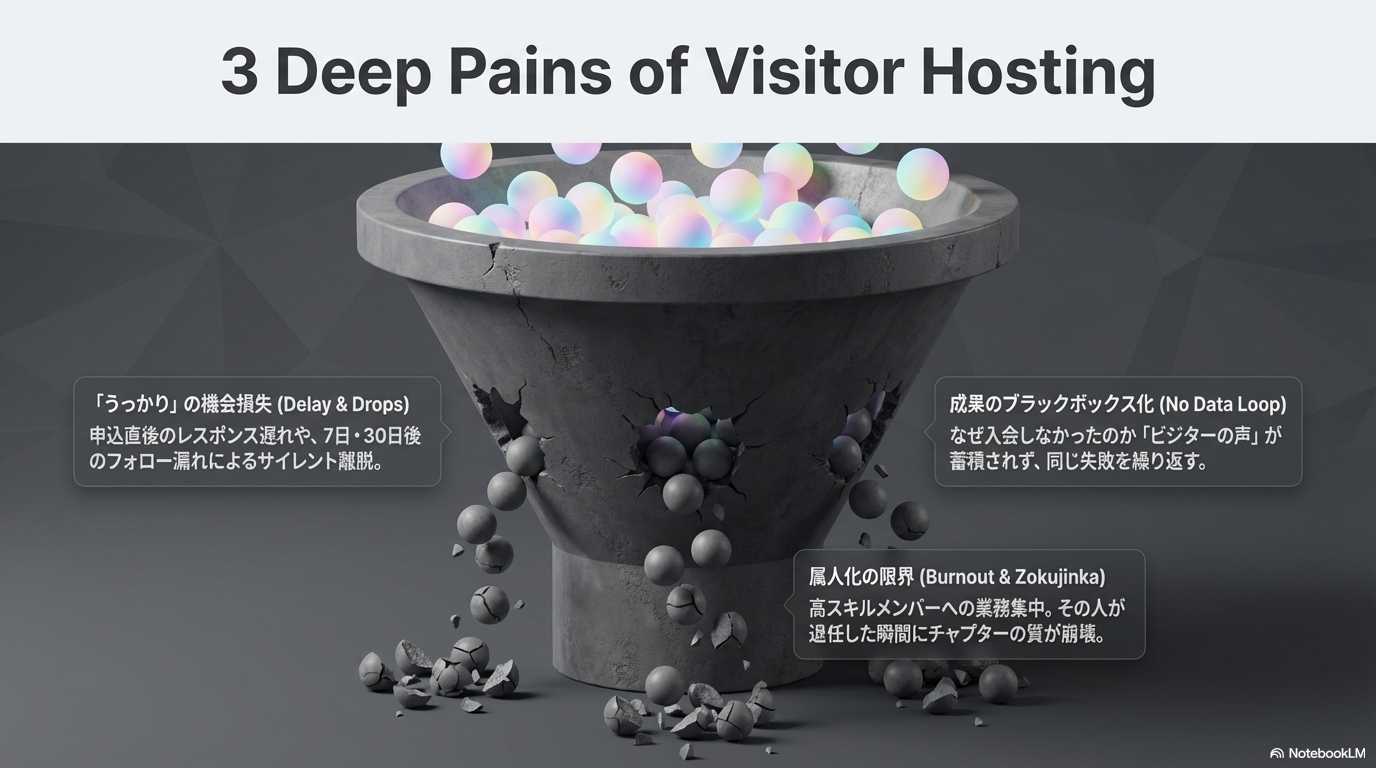 3 Deep Pains of Visitor Hosting
「うっかり」の機会損失 (Delay & Drops)
申込直後のレスポンス遅れや、7日・30日後
のフォロー漏れによるサイレント離脱。
成果のブラックボックス化 (No Data Loop)
なぜ入会しなかったのか「ビジターの声」が
蓄積されず、同じ失敗を繰り返す。
属人化の限界 (Burnout & Zokujinka)
高スキルメンバーへの業務集中。その人が
退任した瞬間にチャプターの質が崩壊。
NotebookLM